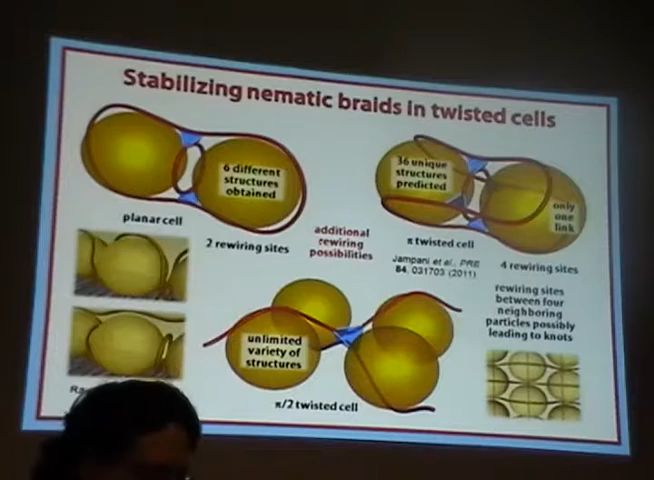 Stabilizing nematic braids in twisted cells
6 different
structures
obtained
36 unique
structures
predicted
only
one
link
planar cell
2 rewiring sites
additional
rewiring
possibilities
π twisted cell
Jampani et al., PRE
84, 031703 (2011)
4 rewiring sites
rewiring sites
between four
neighboring
particles possibly
leading to knots
unlimited
variety of
structures
π/2 twisted cell